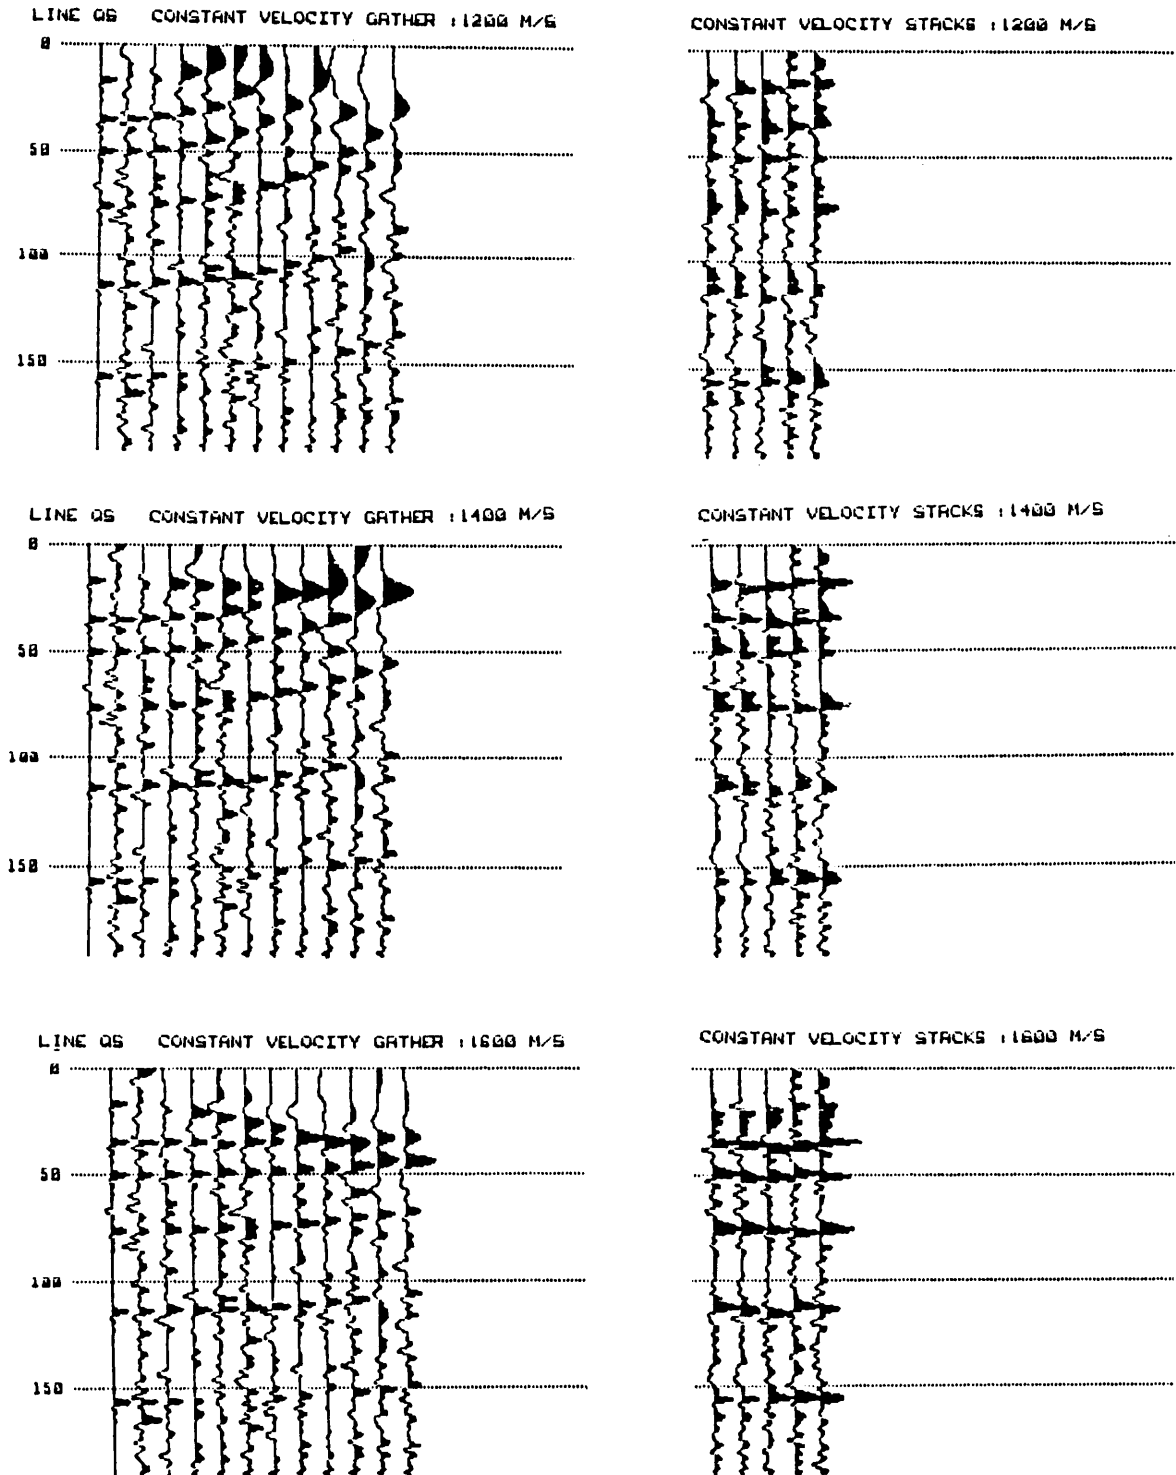 LINE QS CONSTANT VELOCITY GATHER :1200 M/S
0
50
100
150
CONSTANT VELOCITY STACKS :1200 M/S
LINE QS CONSTANT VELOCITY GATHER :1400 M/S
0
50
100
150
CONSTANT VELOCITY STACKS :1400 M/S
LINE QS CONSTANT VELOCITY GATHER :1600 M/S
0
50
100
150
CONSTANT VELOCITY STACKS :1600 M/S